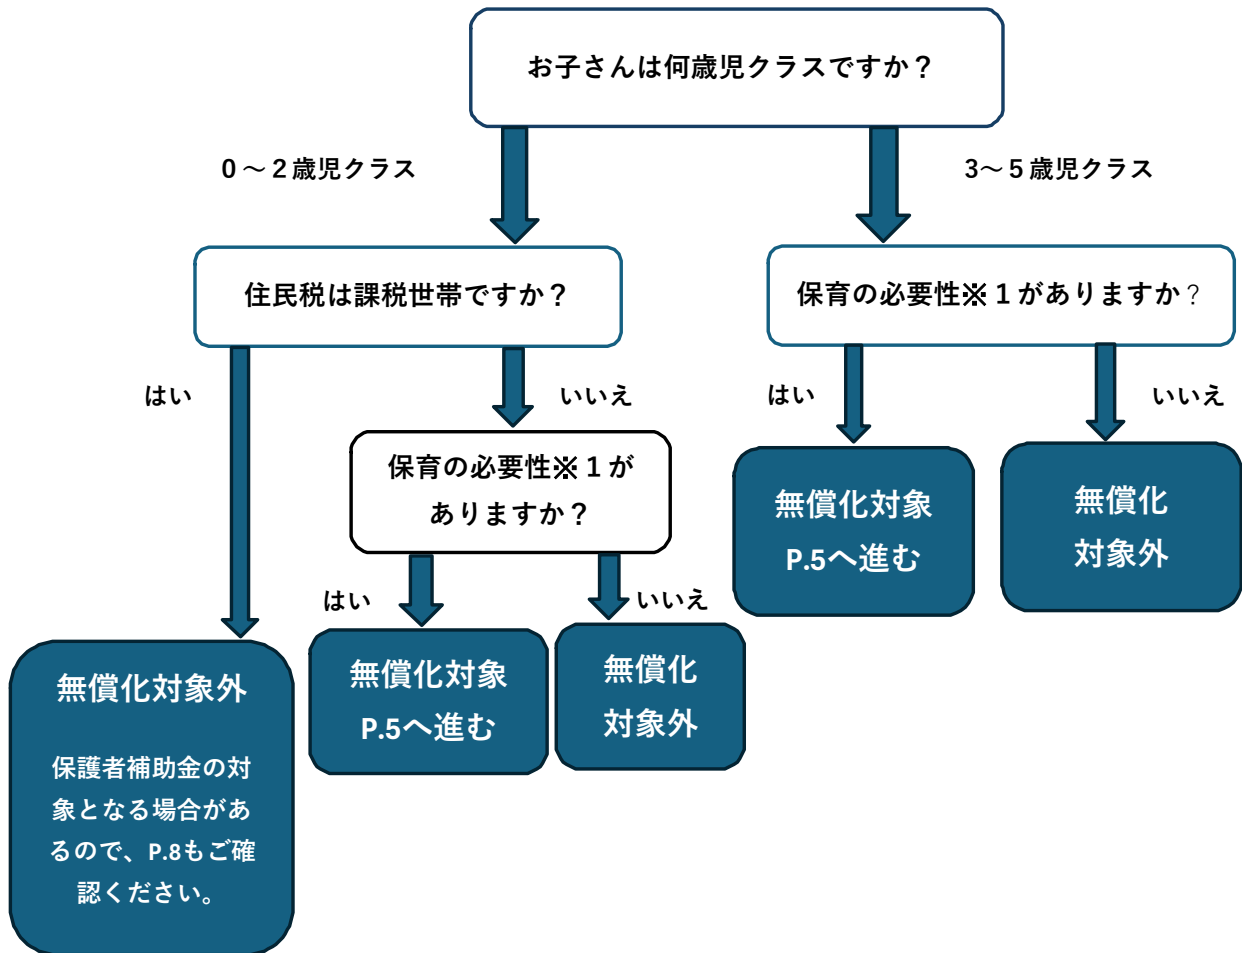 お子さんは何歳児クラスですか？
0～２歳児クラス
3～５歳児クラス
住民税は課税世帯ですか？
保育の必要性※１がありますか?
はい
いいえ
はい
いいえ
保育の必要性※１が
ありますか？
無償化対象
P.5へ進む
無償化
対象外
はい
いいえ
無償化対象外
保護者補助金の対
象となる場合があ
るので、P.8もご確
認ください。
無償化対象
P.5へ進む
無償化
対象外